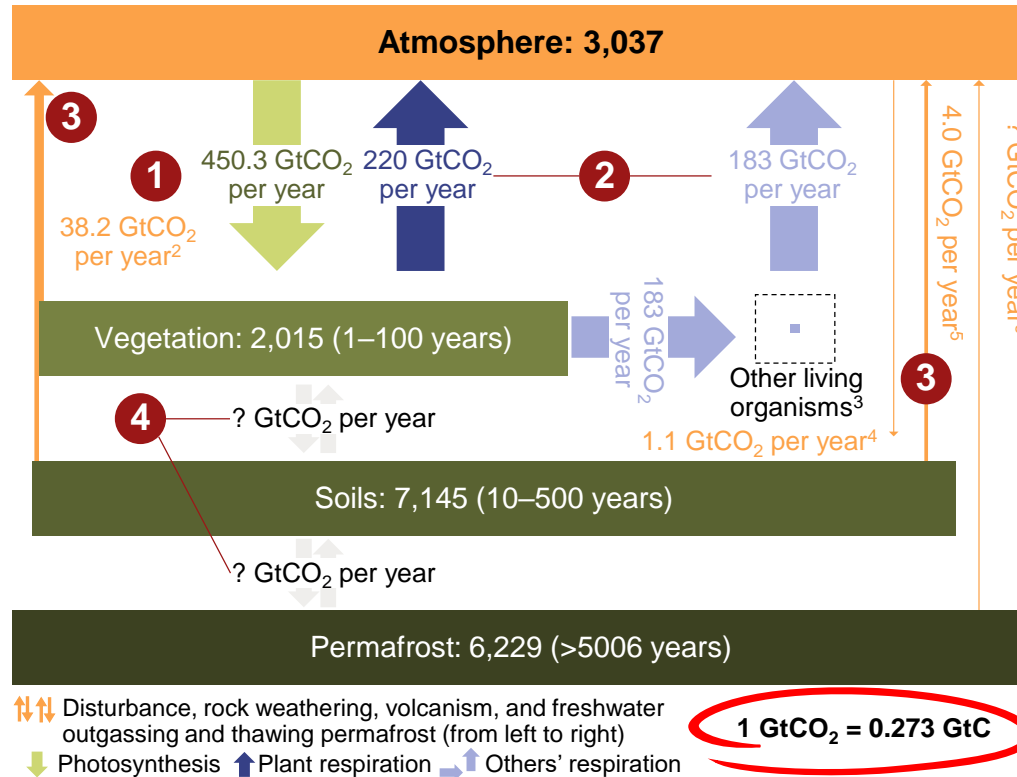 Atmosphere: 3,037
3
1
450.3 GtCO₂
per year
220 GtCO₂
per year
2
183 GtCO₂
per year
38.2 GtCO₂
per year²
4.0 GtCO₂ per year⁵
GtCO₂ per year
183 GtCO₂
per year
Vegetation: 2,015 (1–100 years)
Other living
organisms³
3
4
? GtCO₂ per year
1.1 GtCO₂ per year⁴
Soils: 7,145 (10–500 years)
? GtCO₂ per year
Permafrost: 6,229 (>5006 years)
Disturbance, rock weathering, volcanism, and freshwater
outgassing and thawing permafrost (from left to right)
Photosynthesis Plant respiration Others’ respiration
1 GtCO₂ = 0.273 GtC